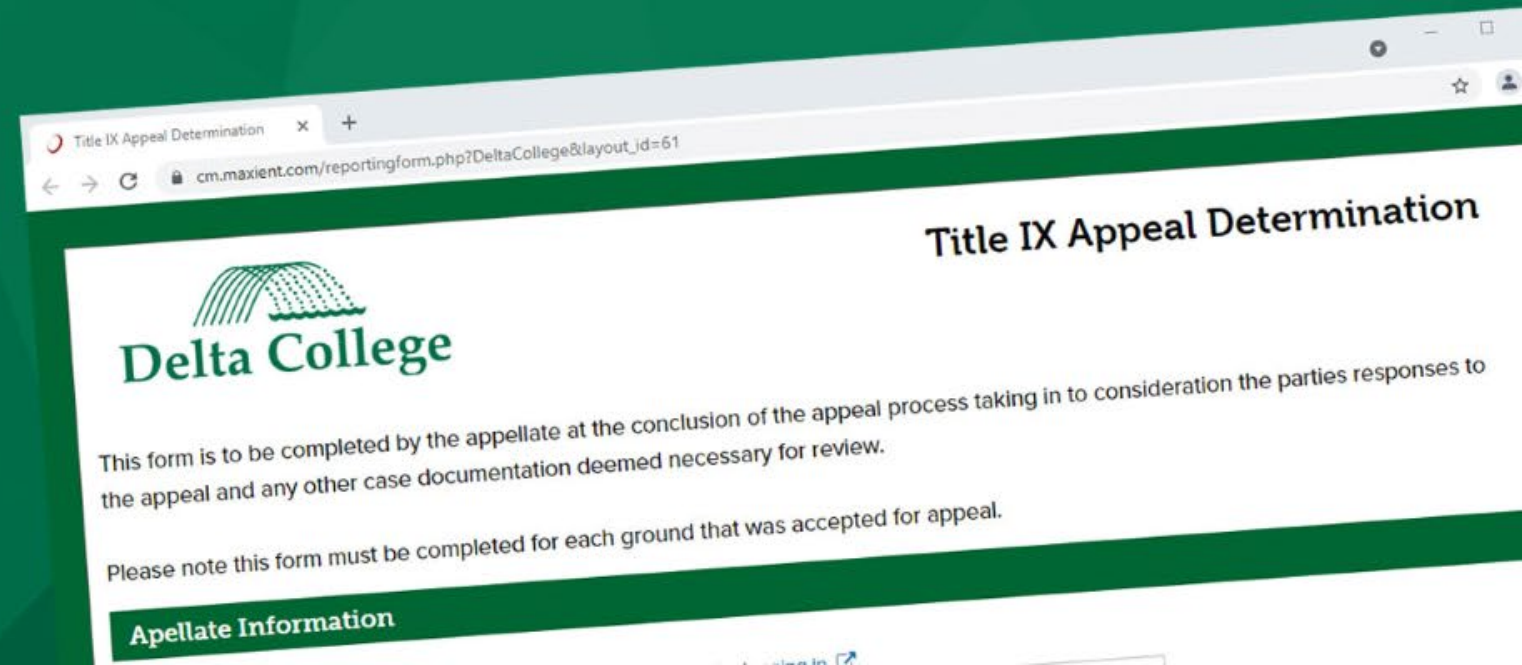 Title IX Appeal Determination
cm.maxient.com/reportingform.php?DeltaCollege&layout_id=61
Title IX Appeal Determination
Delta College
This form is to be completed by the appellate at the conclusion of the appeal process taking in to consideration the parties responses to
the appeal and any other case documentation deemed necessary for review.
Please note this form must be completed for each ground that was accepted for appeal.
Apellate Information
in